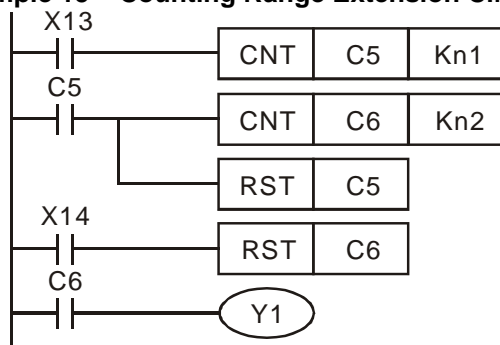 Counting Range Extension
X13
CNT C5 Kn1
C5
CNT C6 Kn2
RST C5
X14
RST C6
C6
Y1